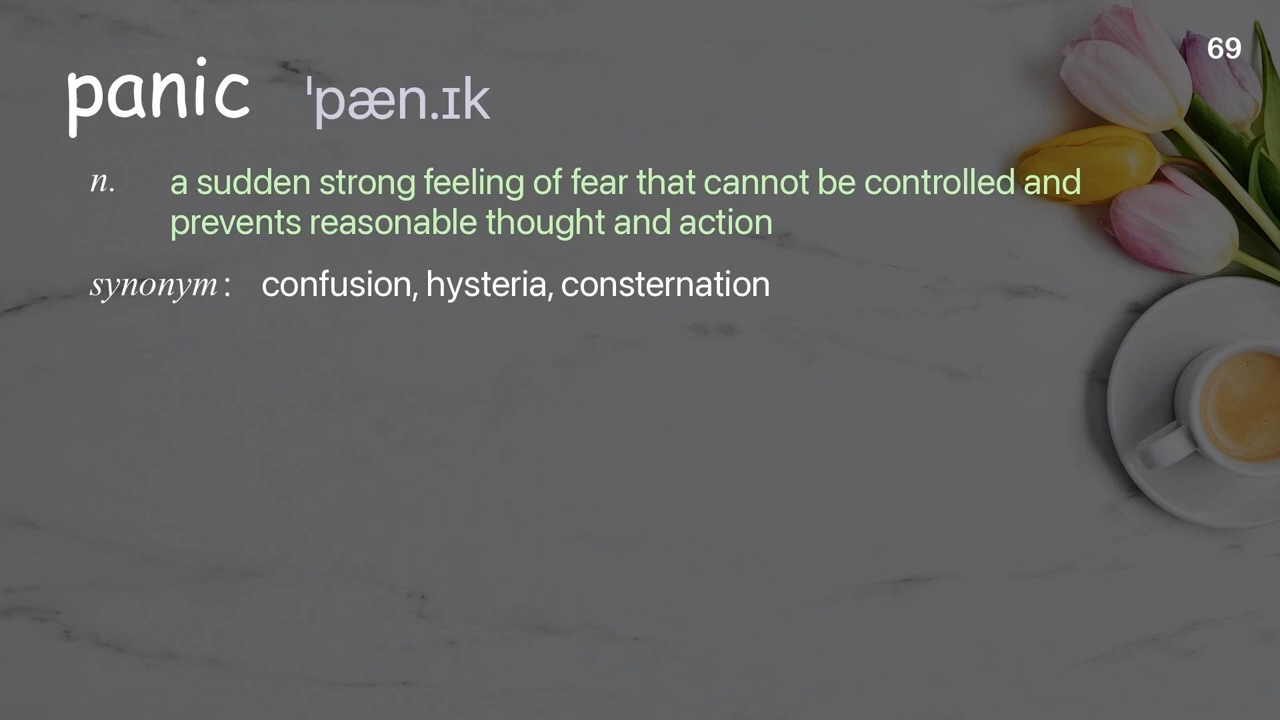 69
panic ˈpæn.ɪk
n. a sudden strong feeling of fear that cannot be controlled and
prevents reasonable thought and action
synonym: confusion, hysteria, consternation